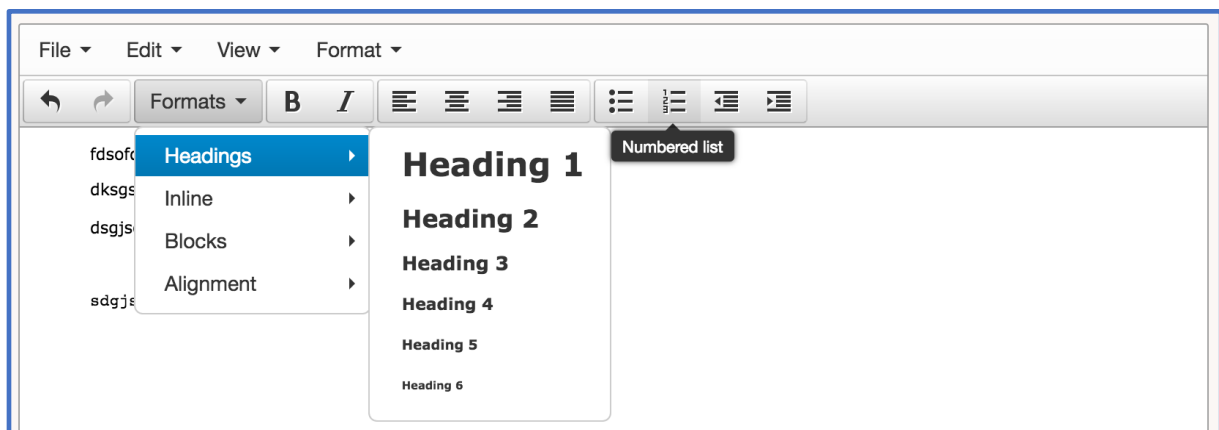 File Edit View Format
Formats B I
Numbered list
Headings
Inline
Blocks
Alignment
Heading 1
Heading 2
Heading 3
Heading 4
Heading 5
Heading 6
dksgs